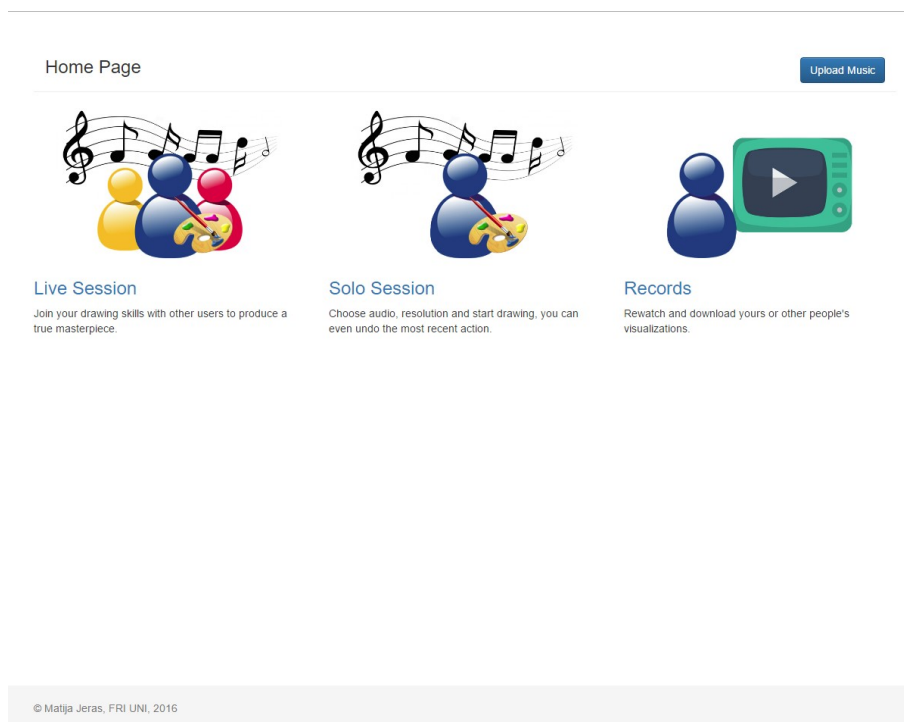 Home Page
Upload Music
Live Session
Join your drawing skills with other users to produce a
true masterpiece.
Solo Session
Choose audio, resolution and start drawing, you can
even undo the most recent action.
Records
Rewatch and download yours or other people's
visualizations.
© Matija Jeras, FRI UNI, 2016